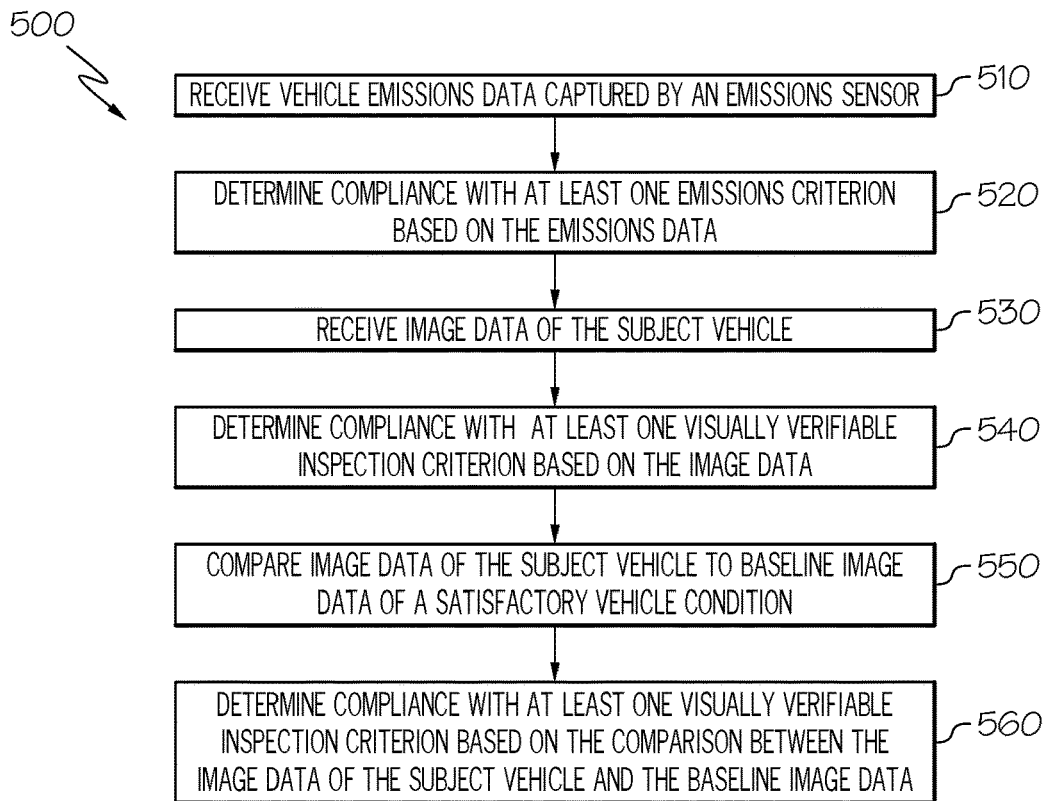 500
RECEIVE VEHICLE EMISSIONS DATA CAPTURED BY AN EMISSIONS SENSOR
510
DETERMINE COMPLIANCE WITH AT LEAST ONE EMISSIONS CRITERION
BASED ON THE EMISSIONS DATA
520
RECEIVE IMAGE DATA OF THE SUBJECT VEHICLE
530
DETERMINE COMPLIANCE WITH AT LEAST ONE VISUALLY VERIFIABLE
INSPECTION CRITERION BASED ON THE IMAGE DATA
540
COMPARE IMAGE DATA OF THE SUBJECT VEHICLE TO BASELINE IMAGE
DATA OF A SATISFACTORY VEHICLE CONDITION
550
DETERMINE COMPLIANCE WITH AT LEAST ONE VISUALLY VERIFIABLE
INSPECTION CRITERION BASED ON THE COMPARISON BETWEEN THE
IMAGE DATA OF THE SUBJECT VEHICLE AND THE BASELINE IMAGE DATA
560